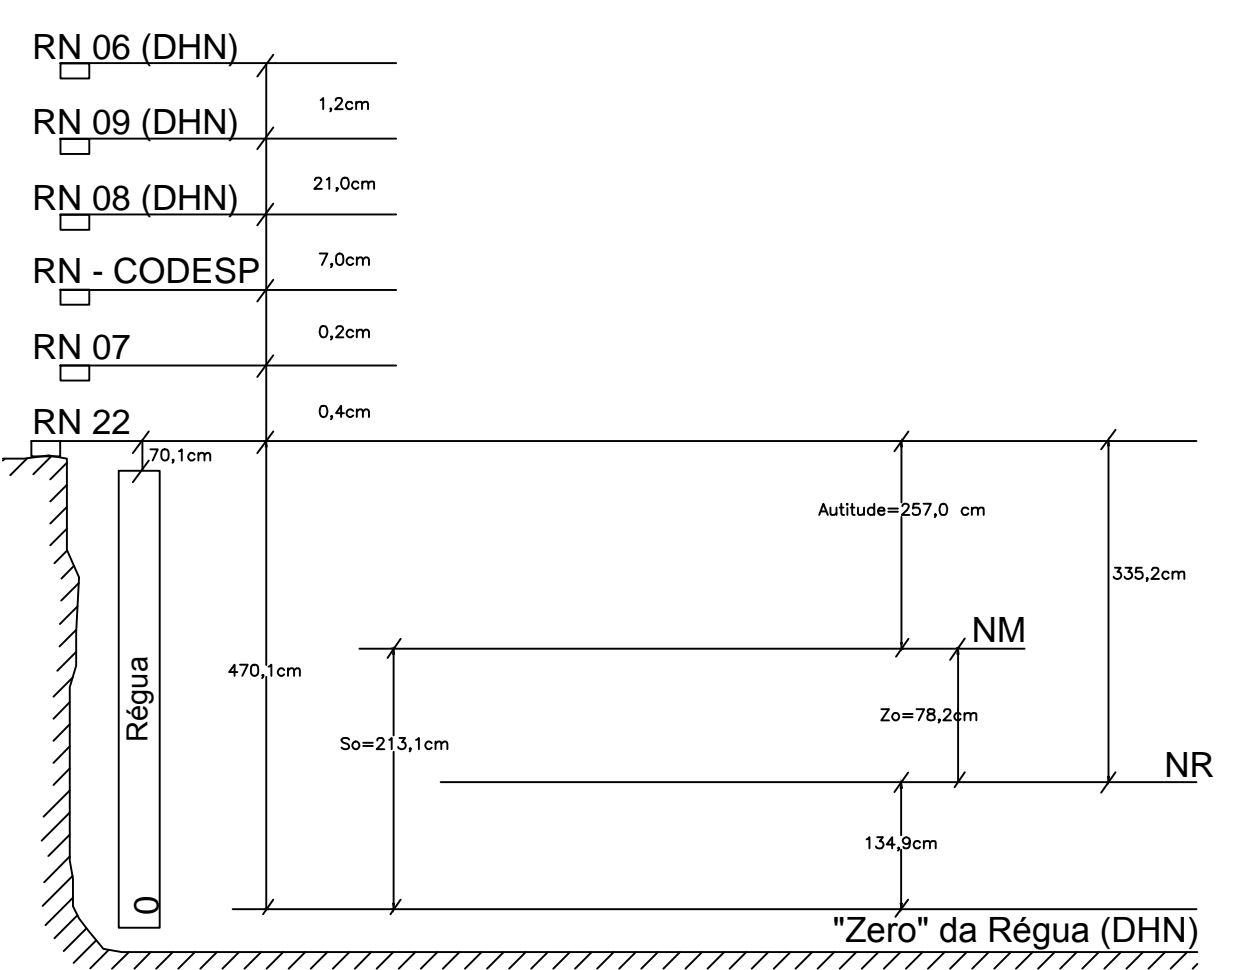 RN 06 (DHN)
1,2cm
RN 09 (DHN)
21,0cm
RN 08 (DHN)
7,0cm
RN - CODESP
0,2cm
RN 07
0,4cm
RN 22
70,1cm
Autitude=257,0 cm
335,2cm
NM
470,1cm
Régua
Zo=78,2cm
So=213,1cm
NR
134,9cm
0
"Zero" da Régua (DHN)